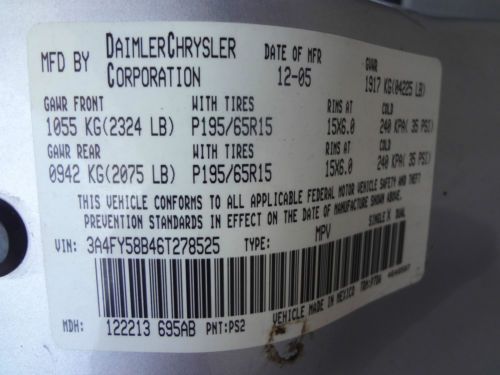 MFD BY DAIMLERCHRYSLER CORPORATION DATE OF MFR 12-05 GVWR 1917 KG(04225 LB)
GAWR FRONT WITH TIRES RIMS AT COLD
1055 KG(2324 LB) P195/65R15 15X6.0 240 KPA( 35 PSI)
GAWR REAR WITH TIRES RIMS AT COLD
0942 KG(2075 LB) P195/65R15 15X6.0 240 KPA( 35 PSI)
THIS VEHICLE CONFORMS TO ALL APPLICABLE FEDERAL MOTOR VEHICLE SAFETY AND THEFT
PREVENTION STANDARDS IN EFFECT ON THE DATE OF MANUFACTURE SHOWN ABOVE.
VIN: 3A4FY58B46T278525 TYPE: MPV SINGLE X DUAL
VEHICLE MADE IN MEXICO
MDH: 122213 695AB PNT:PS2